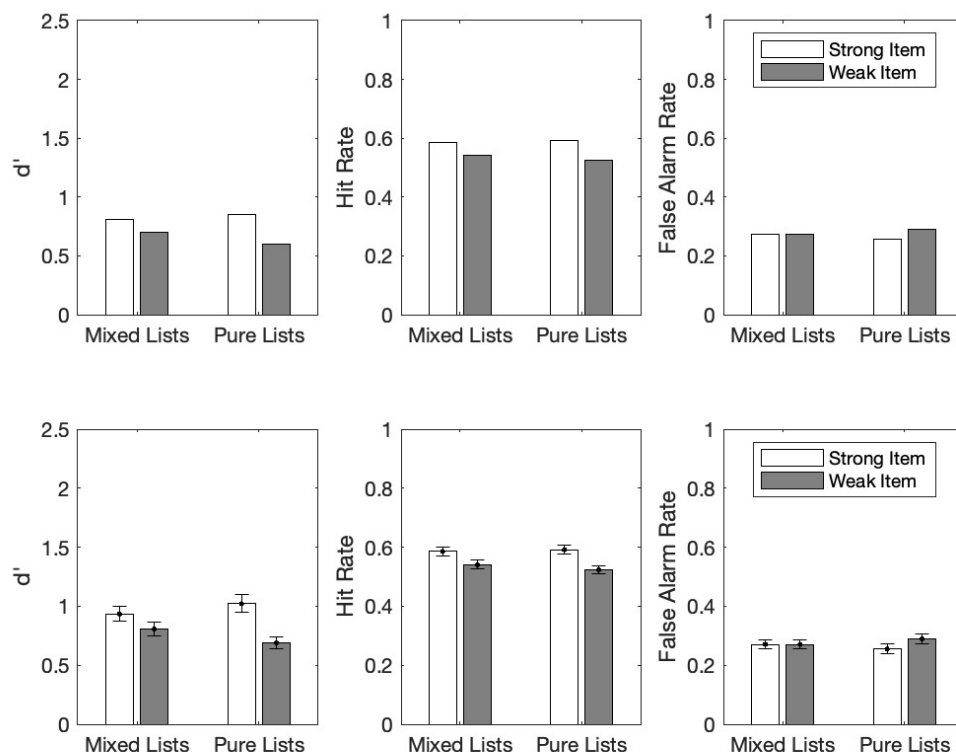 d'
2.5
2
1.5
1
0.5
0
Mixed Lists Pure Lists
Hit Rate
1
0.8
0.6
0.4
0.2
0
Mixed Lists Pure Lists
False Alarm Rate
1
0.8
0.6
0.4
0.2
0
Strong Item
Weak Item
Mixed Lists Pure Lists
d'
2.5
2
1.5
1
0.5
0
Mixed Lists Pure Lists
Hit Rate
1
0.8
0.6
0.4
0.2
0
Mixed Lists Pure Lists
False Alarm Rate
1
0.8
0.6
0.4
0.2
0
Strong Item
Weak Item
Mixed Lists Pure Lists